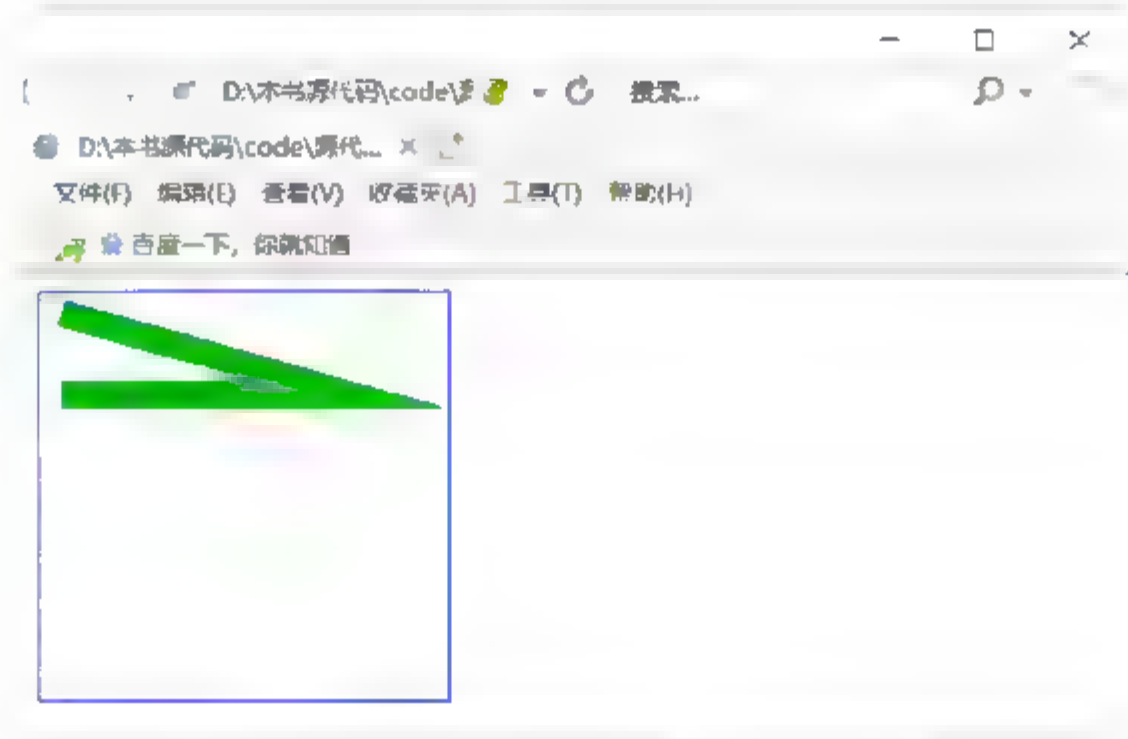 D:\本书源代码\code\ 搜索...
D:\本书源代码\code\源代...
文件(F) 编辑(E) 查看(V) 收藏夹(A) 工具(T) 帮助(H)
百度一下，你就知道